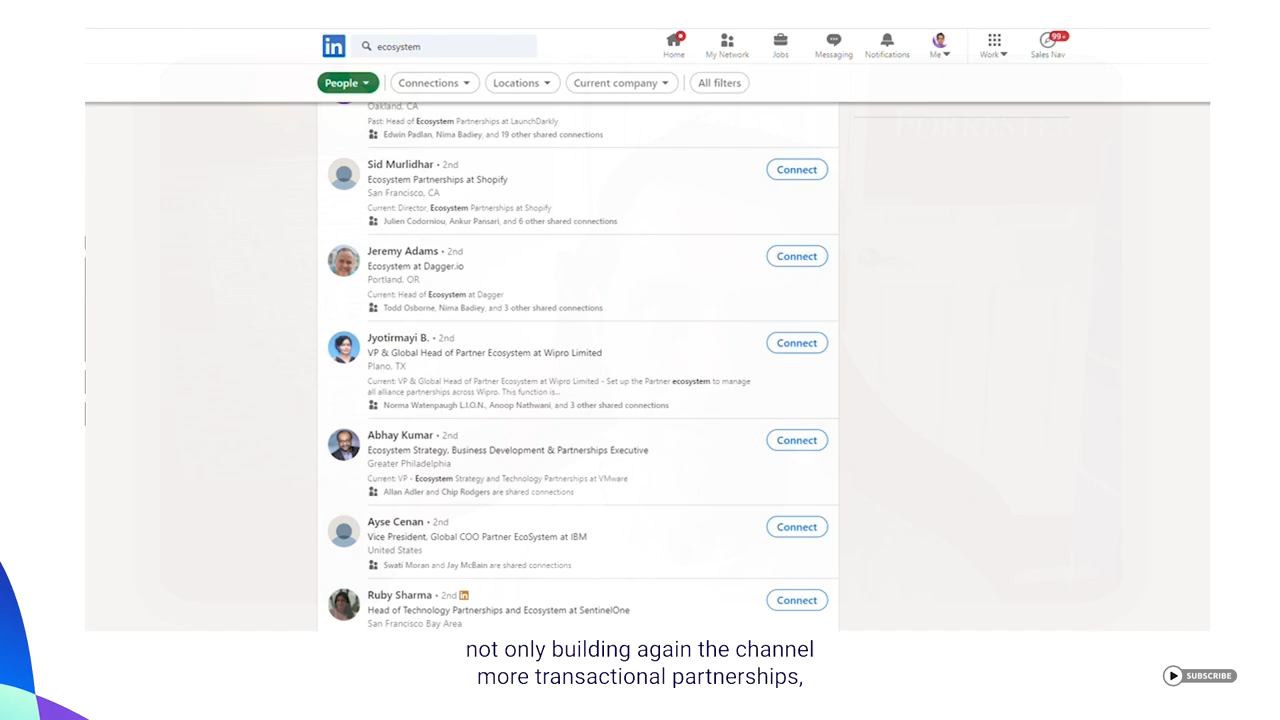 in
ecosystem
Home
My Network
Jobs
Messaging
Notifications
Me
Work
99+
Sales Nav
People
Connections
Locations
Current company
All filters
Oakland, CA
Past: Head of Ecosystem Partnerships at LaunchDarkly
Edwin Padlan, Nima Badiey, and 19 other shared connections
Sid Murlidhar • 2nd
Connect
Ecosystem Partnerships at Shopify
San Francisco, CA
Current: Director, Ecosystem Partnerships at Shopify
Julien Codorniou, Ankur Pansari, and 6 other shared connections
Jeremy Adams • 2nd
Connect
Ecosystem at Dagger.io
Portland, OR
Current: Head of Ecosystem at Dagger
Todd Osborne, Nima Badiey, and 3 other shared connections
Jyotirmayi B. • 2nd
Connect
VP & Global Head of Partner Ecosystem at Wipro Limited
Plano, TX
Current: VP & Global Head of Partner Ecosystem at Wipro Limited - Set up the Partner ecosystem to manage
all alliance partnerships across Wipro. This function is...
Norma Watenpaugh L.I.O.N., Anoop Nathwani, and 3 other shared connections
Abhay Kumar • 2nd
Connect
Ecosystem Strategy, Business Development & Partnerships Executive
Greater Philadelphia
Current: VP - Ecosystem Strategy and Technology Partnerships at VMware
Allan Adler and Chip Rodgers are shared connections
Ayse Cenan • 2nd
Connect
Vice President, Global COO Partner EcoSystem at IBM
United States
Swati Moran and Jay McBain are shared connections
Ruby Sharma • 2nd in
Connect
Head of Technology Partnerships and Ecosystem at SentinelOne
San Francisco Bay Area
not only building again the channel
more transactional partnerships,
SUBSCRIBE